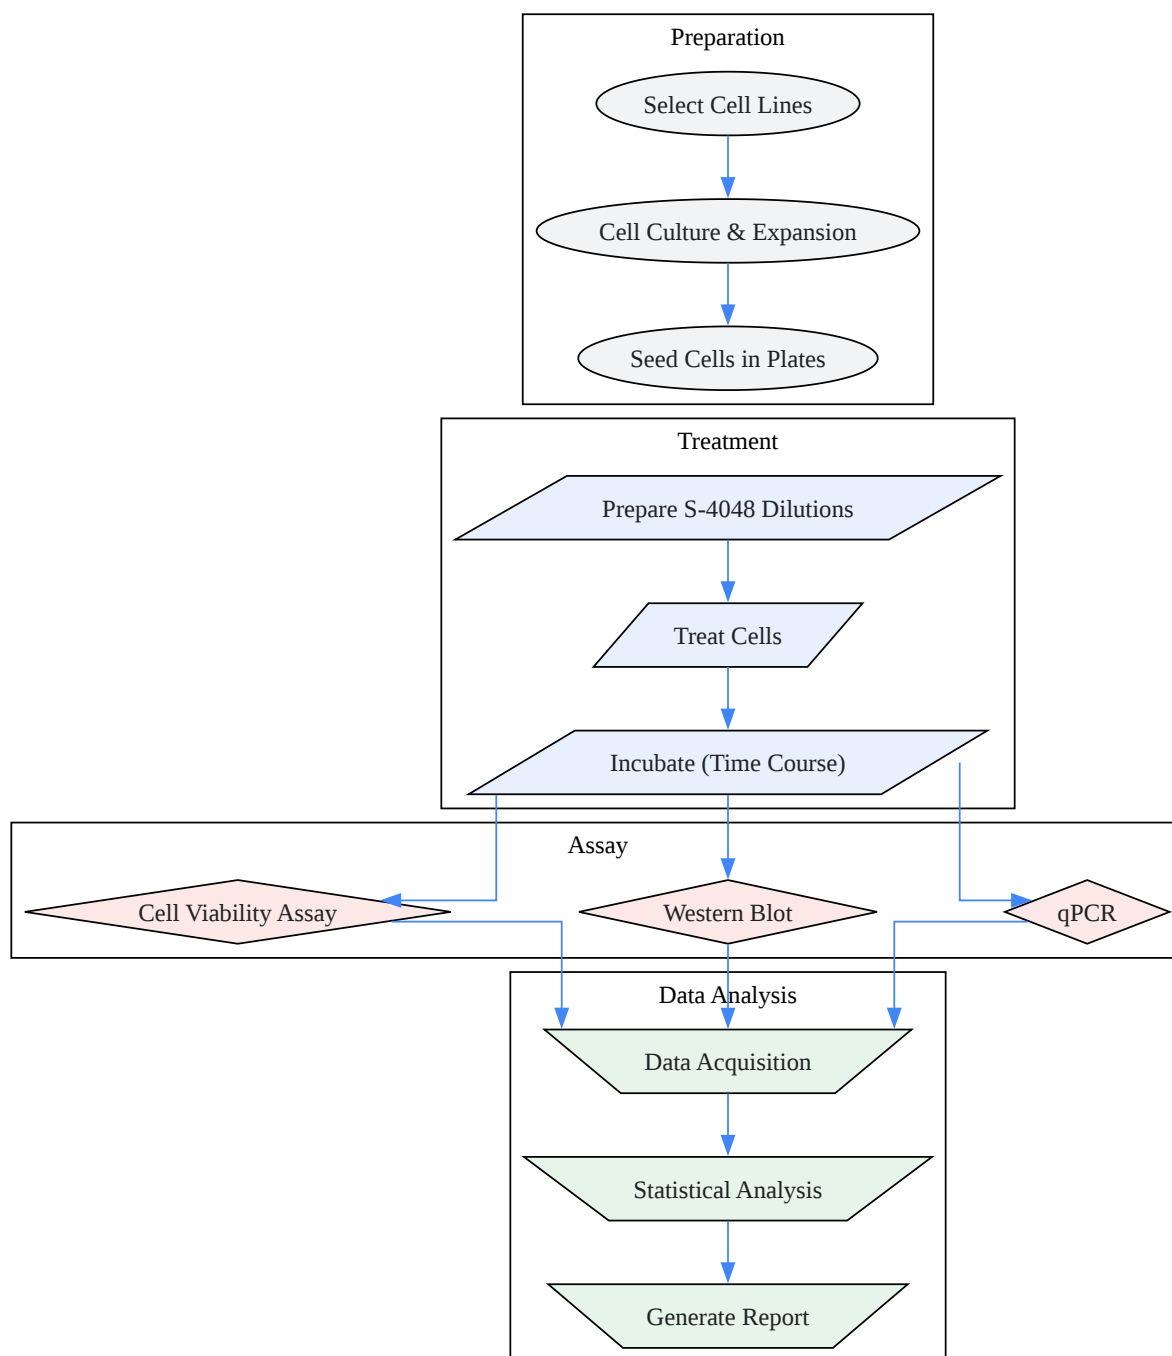 Preparation
Select Cell Lines
Cell Culture & Expansion
Seed Cells in Plates
Treatment
Prepare S-4048 Dilutions
Treat Cells
Incubate (Time Course)
Assay
Cell Viability Assay
Western Blot
qPCR
Data Analysis
Data Acquisition
Statistical Analysis
Generate Report